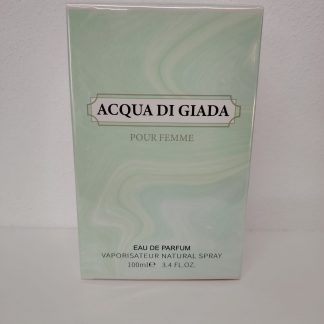 ACQUA DI GIADA
POUR FEMME
EAU DE PARFUM
VAPORISATEUR NATURAL SPRAY
100ml℮ 3.4 FL.OZ.